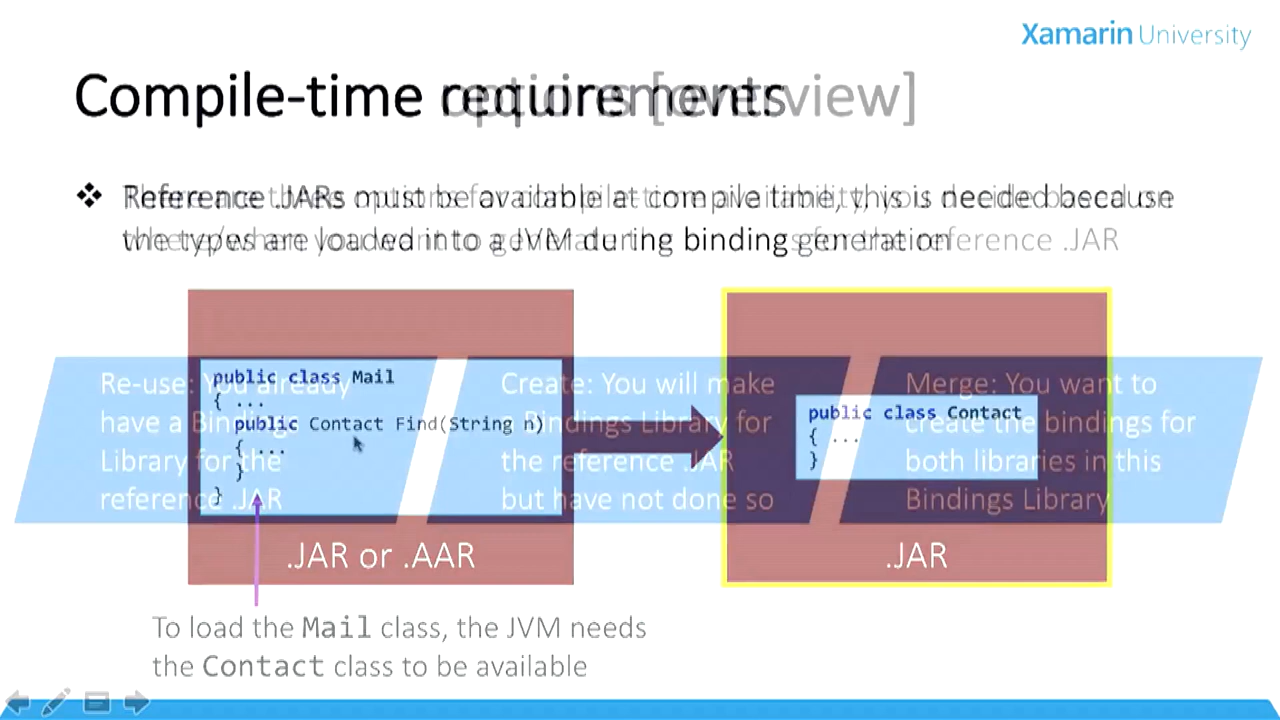 Xamarin University
Compile-time requirements
options [overview]
Reference .JARs must be available at compile time, this is needed because
the types are loaded into a JVM during binding generation
for the reference .JAR
public class Mail
{ ...
public Contact Find(String n)
{ ...
}
}
.JAR or .AAR
public class Contact
{ ...
}
.JAR
Re-use: You already
have a Bindings
Library for the
reference .JAR
Create: You will make
a Bindings Library for
the reference .JAR
but have not done so
Merge: You want to
create the bindings for
both libraries in this
Bindings Library
To load the Mail class, the JVM needs
the Contact class to be available